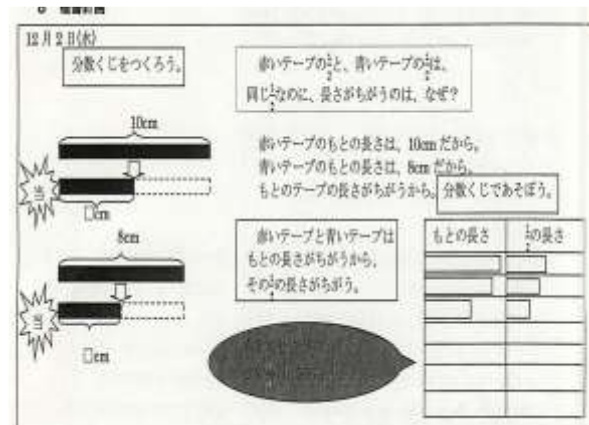 8 板書計画
12月2日(水)
分数くじをつくろう。
赤いテープの1/2と、青いテープの1/2は、
同じ1/2なのに、長さがちがうのは、なぜ？
10cm
当
□cm
赤いテープのもとの長さは、10cmだから。
青いテープのもとの長さは、8cmだから。
もとのテープの長さがちがうから。
分数くじであそぼう。
8cm
当
□cm
赤いテープと青いテープは
もとの長さがちがうから、
その1/2の長さがちがう。
もとの長さ
1/2の長さ